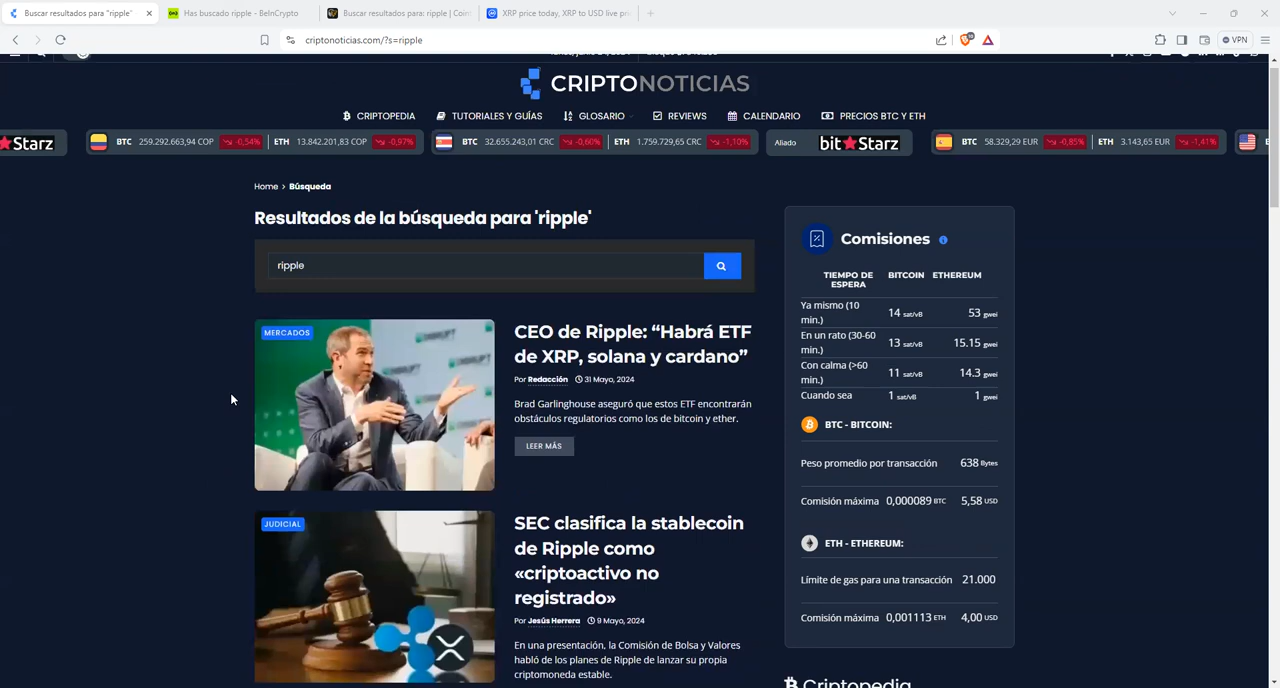 Buscar resultados para "ripple"
Has buscado ripple - BeInCrypto
Buscar resultados para: ripple | Coin
XRP price today, XRP to USD live pri
criptonoticias.com/?s=ripple
VPN
CRIPTONOTICIAS
CRIPTOPEDIA
TUTORIALES Y GUÍAS
GLOSARIO
REVIEWS
CALENDARIO
PRECIOS BTC Y ETH
Starz
BTC 259.292.663,94 COP -0,54%
ETH 13.842.201,83 COP -0,97%
BTC 32.655.243,01 CRC -0,60%
ETH 1.759.729,65 CRC -1,10%
Aliado bitStarz
BTC 58.329,29 EUR -0,85%
ETH 3.143,65 EUR -1,41%
Home > Búsqueda
Resultados de la búsqueda para 'ripple'
ripple
MERCADOS
CEO de Ripple: “Habrá ETF
de XRP, solana y cardano”
Por Redacción 31 Mayo, 2024
Brad Garlinghouse aseguró que estos ETF encontrarán
obstáculos regulatorios como los de bitcoin y ether.
LEER MÁS
JUDICIAL
SEC clasifica la stablecoin
de Ripple como
«criptoactivo no
registrado»
Por Jesús Herrera 9 Mayo, 2024
En una presentación, la Comisión de Bolsa y Valores
habló de los planes de Ripple de lanzar su propia
criptomoneda estable.
Comisiones
TIEMPO DE
ESPERA
BITCOIN
ETHEREUM
Ya mismo (10
min.)
14 sat/vB
53 gwei
En un rato (30-60
min.)
13 sat/vB
15.15 gwei
Con calma (>60
min.)
11 sat/vB
14.3 gwei
Cuando sea
1 sat/vB
1 gwei
BTC - BITCOIN:
Peso promedio por transacción 638 Bytes
Comisión máxima 0,000089 BTC 5,58 USD
ETH - ETHEREUM:
Límite de gas para una transacción 21.000
Comisión máxima 0,001113 ETH 4,00 USD
Criptopedia